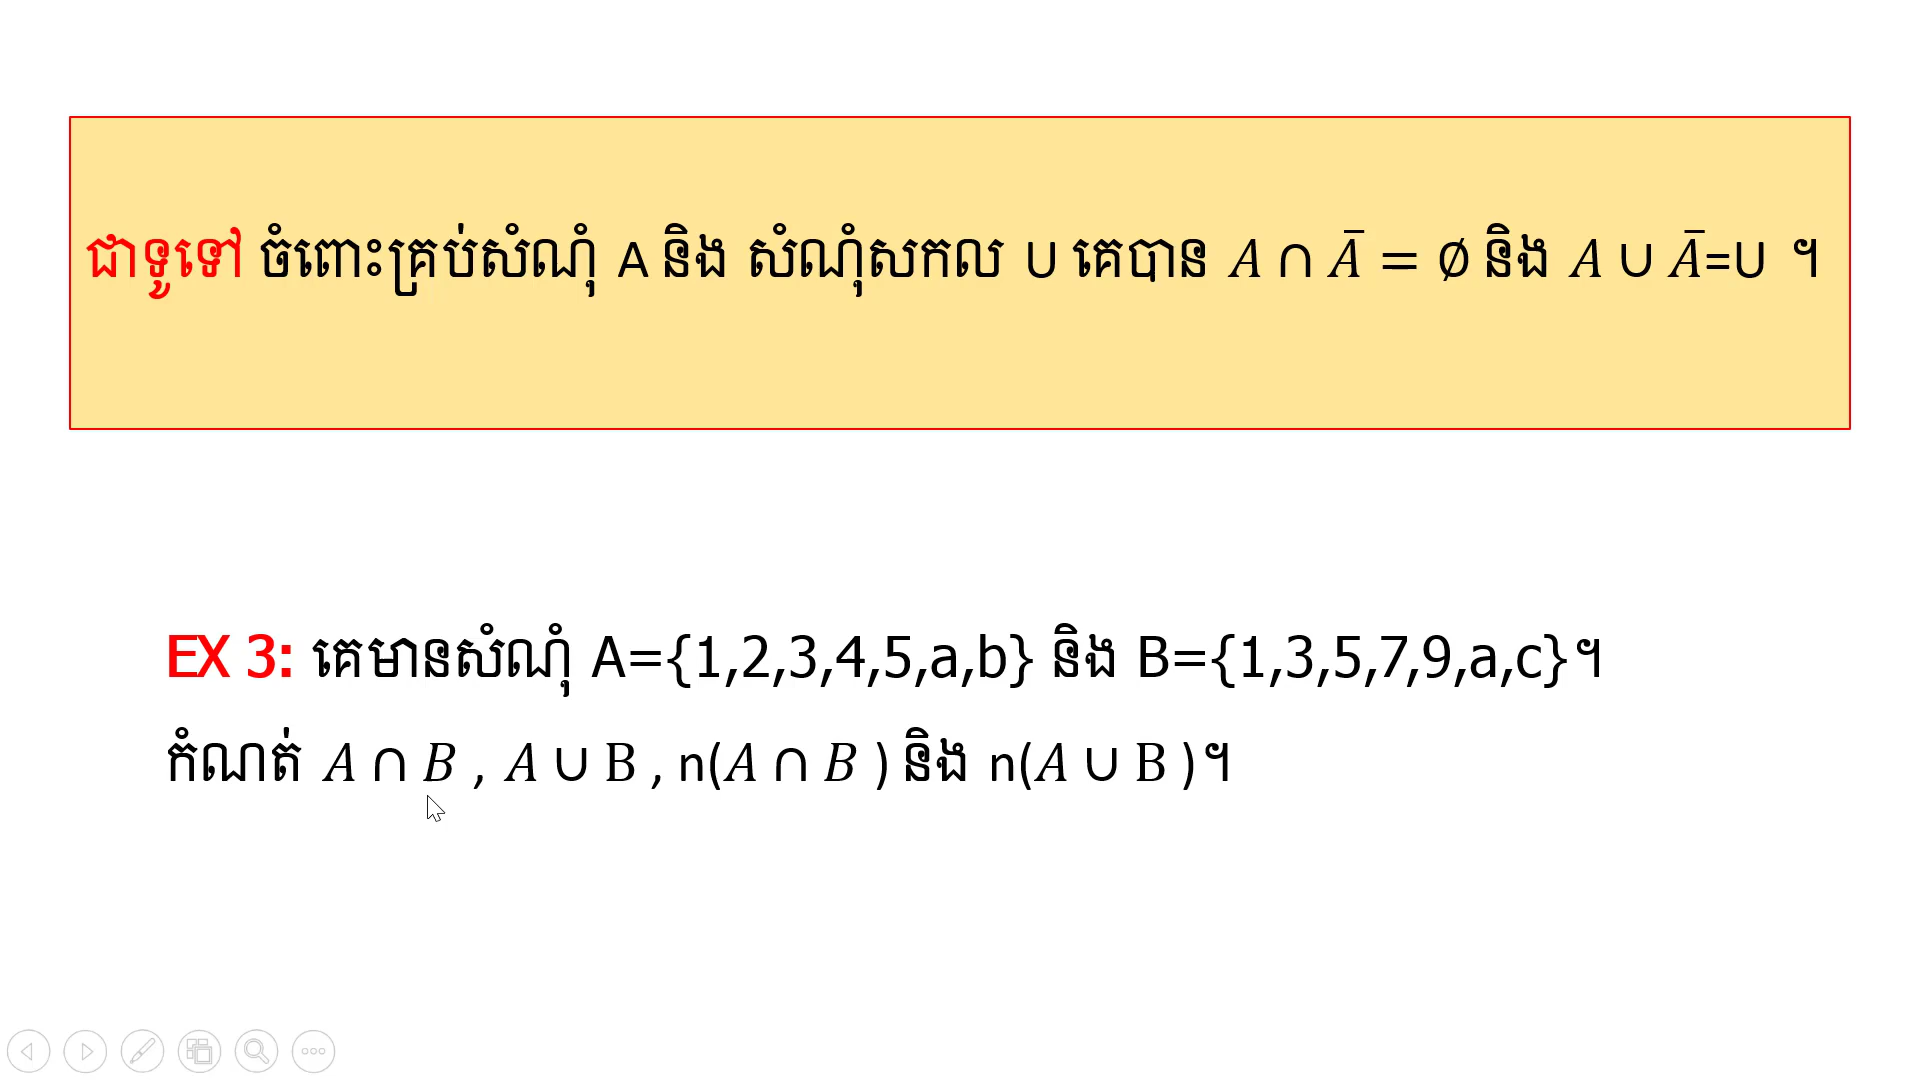 ជាទូទៅ ចំពោះគ្រប់សំណុំ A និង សំណុំសកល U គេបាន A ∩ Ā = ∅ និង A ∪ Ā=U ។
EX 3: គេមានសំណុំ A={1,2,3,4,5,a,b} និង B={1,3,5,7,9,a,c}។
កំណត់ A ∩ B , A ∪ B , n(A ∩ B ) និង n(A ∪ B )។